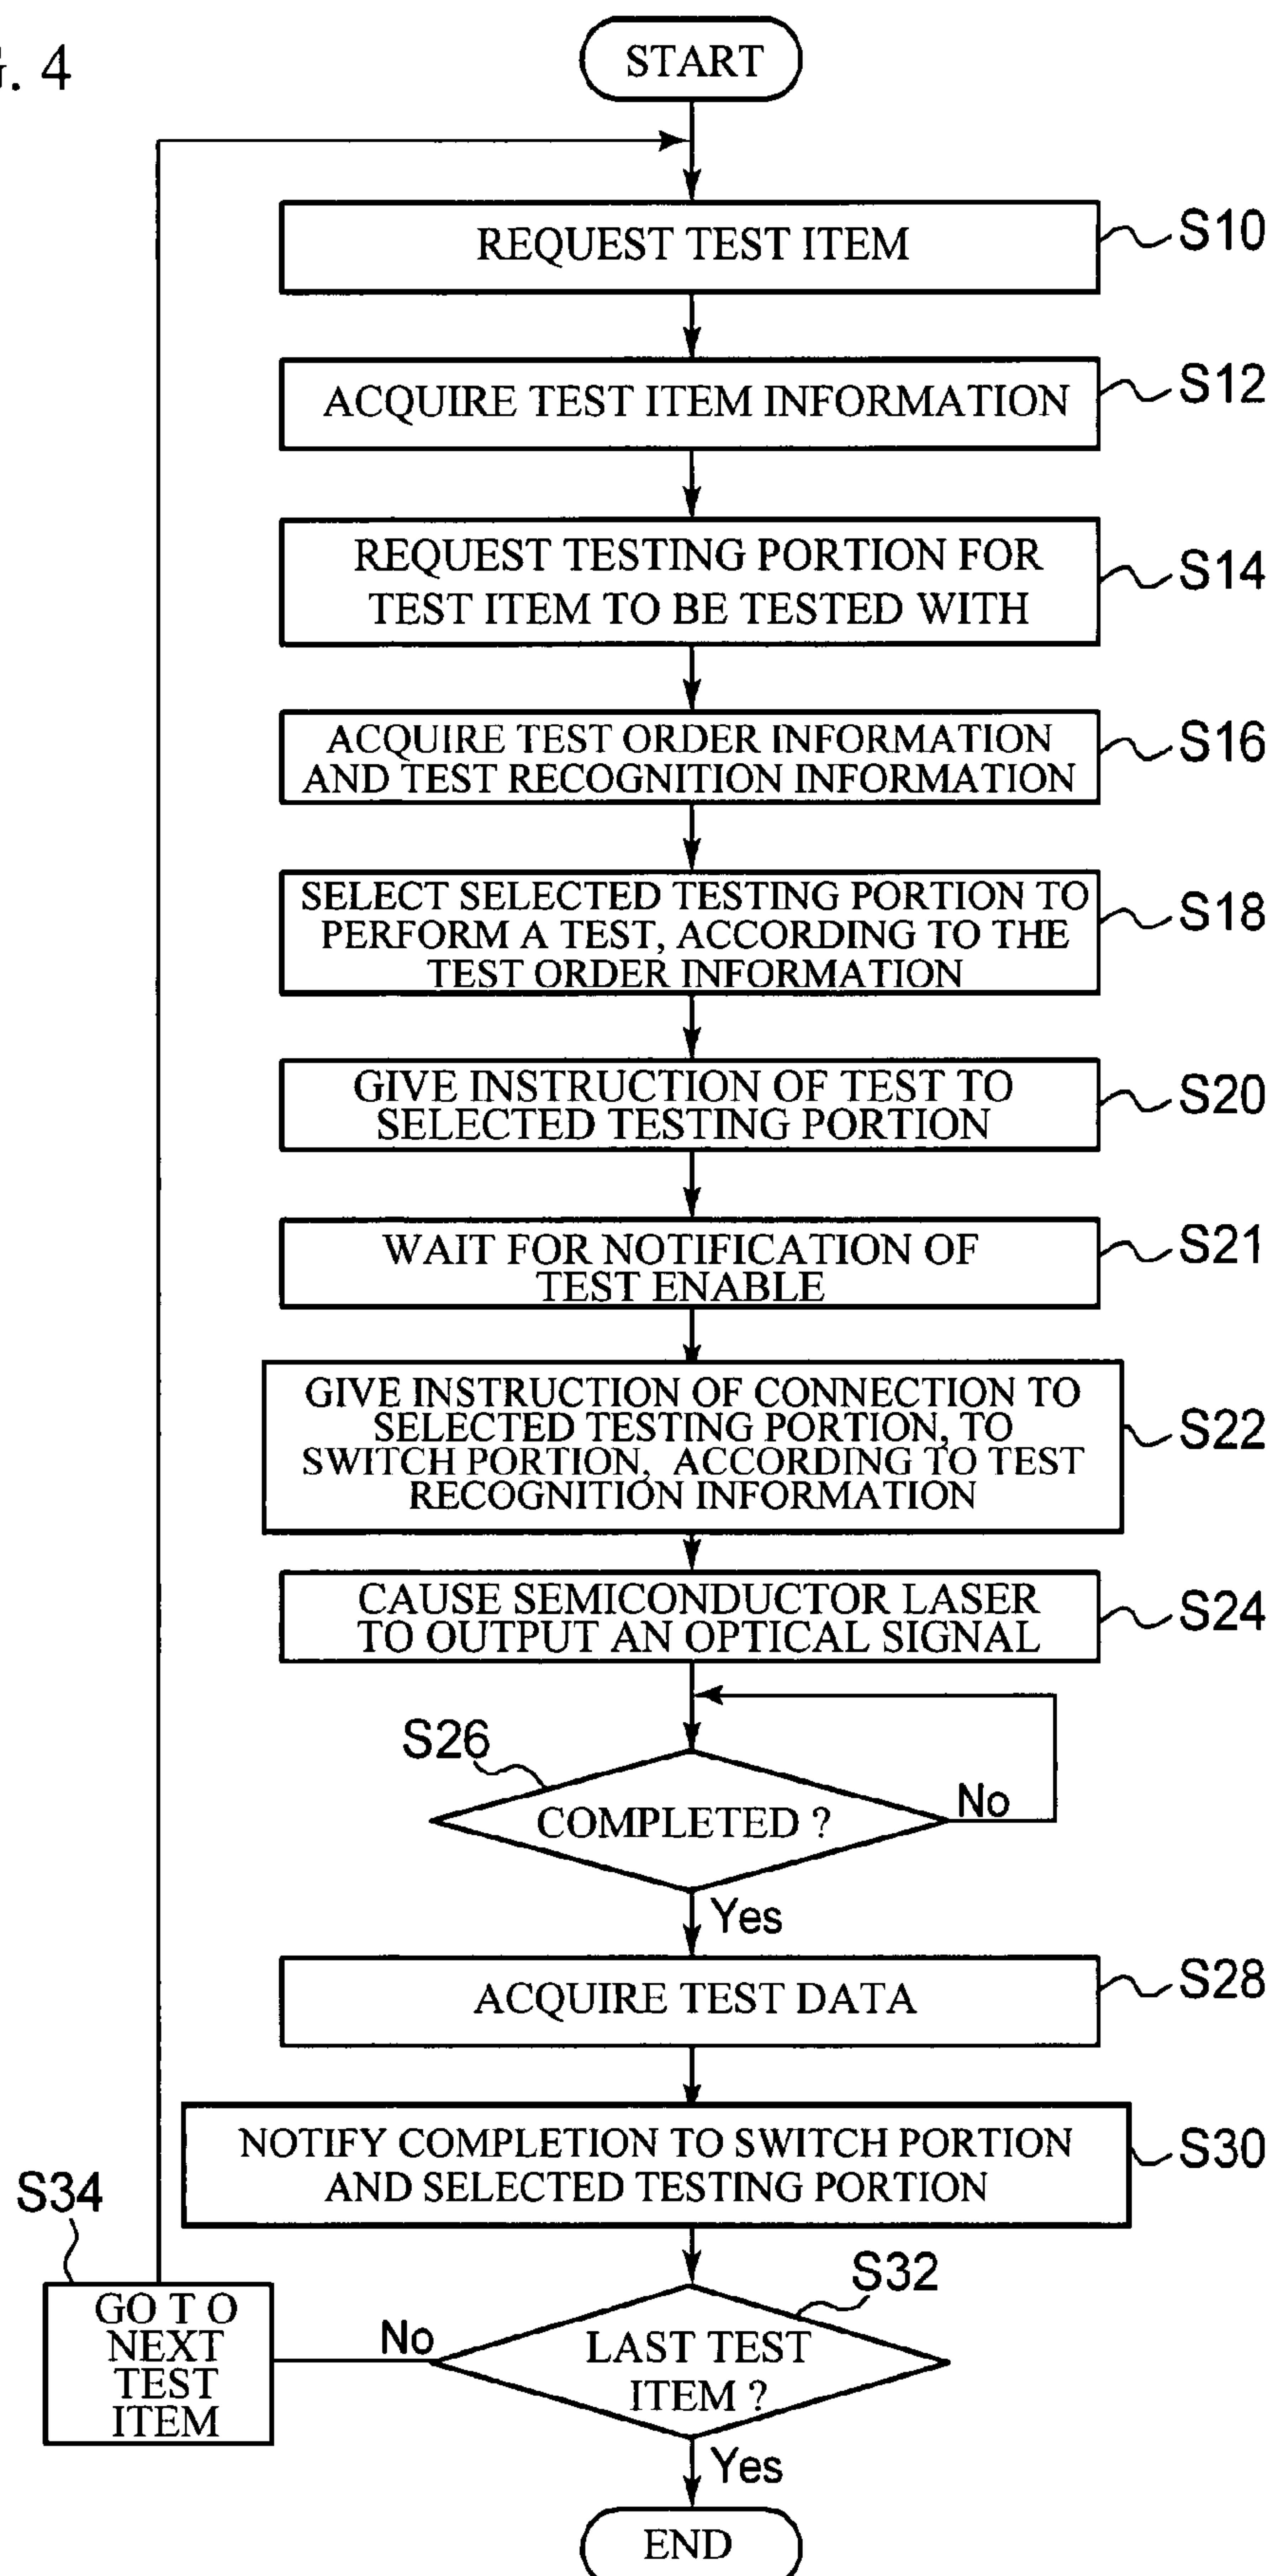 G. 4
START
REQUEST TEST ITEM
S10
ACQUIRE TEST ITEM INFORMATION
S12
REQUEST TESTING PORTION FOR
TEST ITEM TO BE TESTED WITH
S14
ACQUIRE TEST ORDER INFORMATION
AND TEST RECOGNITION INFORMATION
S16
SELECT SELECTED TESTING PORTION TO
PERFORM A TEST, ACCORDING TO THE
TEST ORDER INFORMATION
S18
GIVE INSTRUCTION OF TEST TO
SELECTED TESTING PORTION
S20
WAIT FOR NOTIFICATION OF
TEST ENABLE
S21
GIVE INSTRUCTION OF CONNECTION TO
SELECTED TESTING PORTION, TO
SWITCH PORTION, ACCORDING TO TEST
RECOGNITION INFORMATION
S22
CAUSE SEMICONDUCTOR LASER
TO OUTPUT AN OPTICAL SIGNAL
S24
S26
COMPLETED ?
No
Yes
ACQUIRE TEST DATA
S28
NOTIFY COMPLETION TO SWITCH PORTION
AND SELECTED TESTING PORTION
S30
S34
GO T O
NEXT
TEST
ITEM
No
S32
LAST TEST
ITEM ?
Yes
END